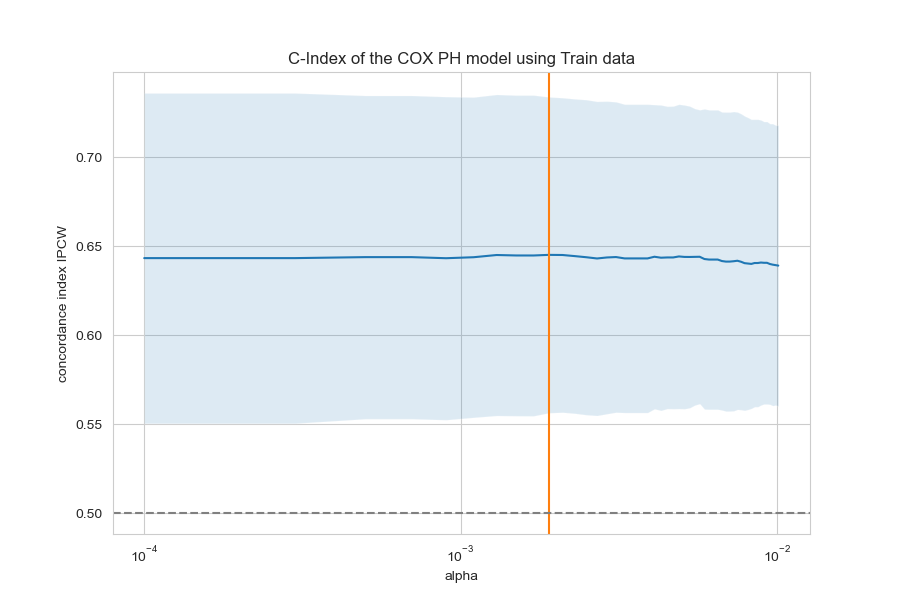 C-Index of the COX PH model using Train data
concordance index IPCW
0.70
0.65
0.60
0.55
0.50
10⁻⁴ 10⁻³ 10⁻²
alpha